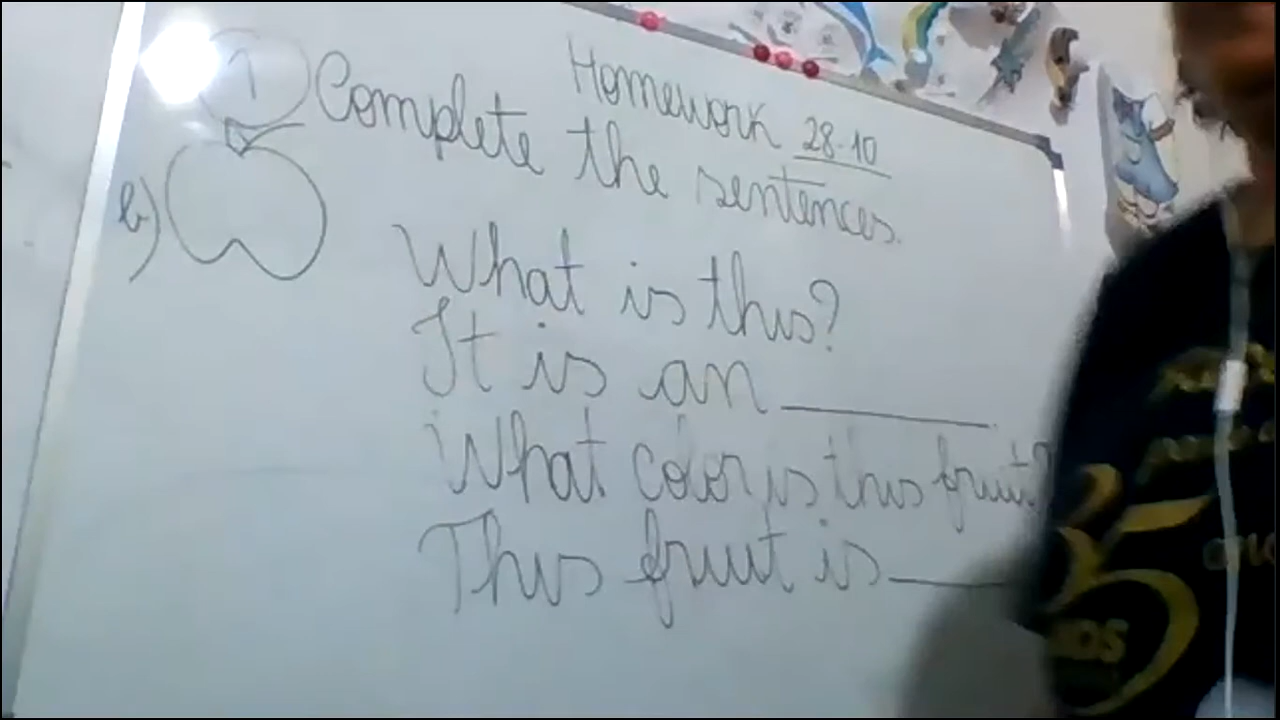 Homework 28-10
1 Complete the sentences.
b)
What is this?
It is an ______
What color is this fruit?
This fruit is ______